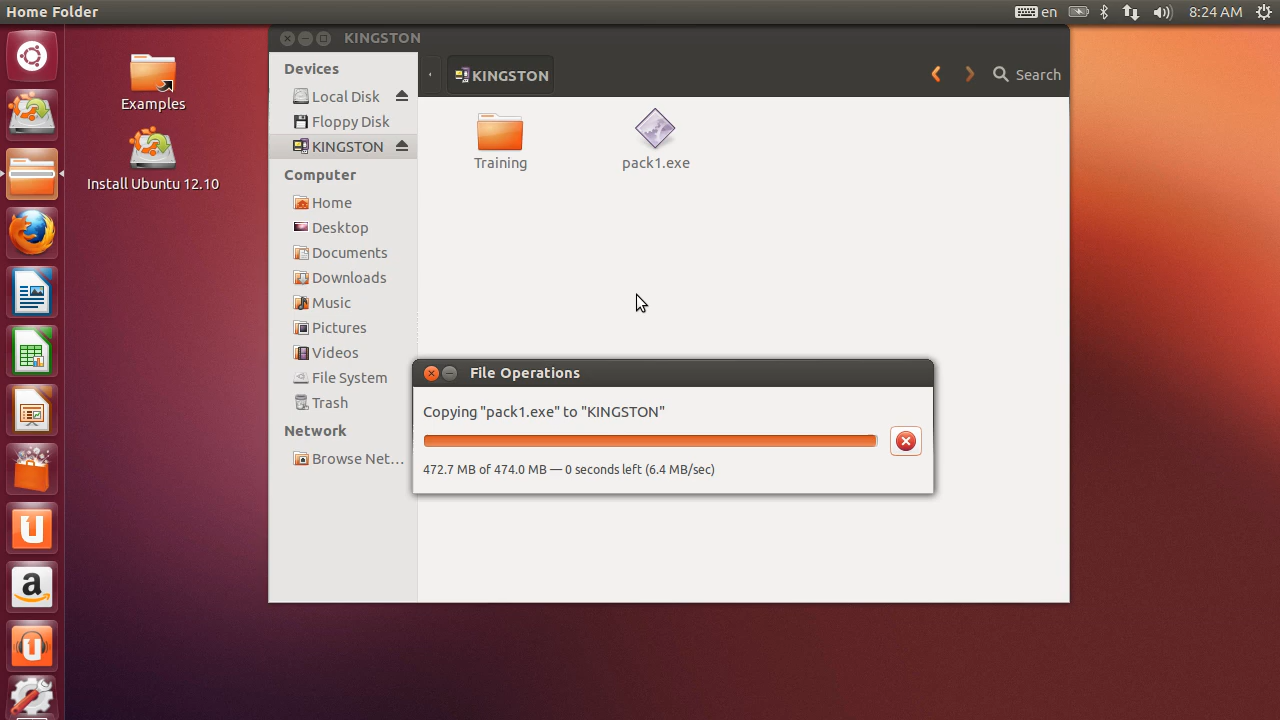 Home Folder
en
8:24 AM
KINGSTON
Devices
Local Disk
Floppy Disk
KINGSTON
Computer
Home
Desktop
Documents
Downloads
Music
Pictures
Videos
File System
Trash
Network
Browse Net...
KINGSTON
Search
Training
pack1.exe
Examples
Install Ubuntu 12.10
File Operations
Copying "pack1.exe" to "KINGSTON"
472.7 MB of 474.0 MB — 0 seconds left (6.4 MB/sec)